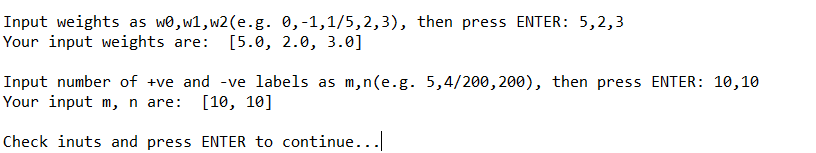 Input weights as w0,w1,w2(e.g. 0,-1,1/5,2,3), then press ENTER: 5,2,3
Your input weights are:  [5.0, 2.0, 3.0]
Input number of +ve and -ve labels as m,n(e.g. 5,4/200,200), then press ENTER: 10,10
Your input m, n are:  [10, 10]
Check inuts and press ENTER to continue...